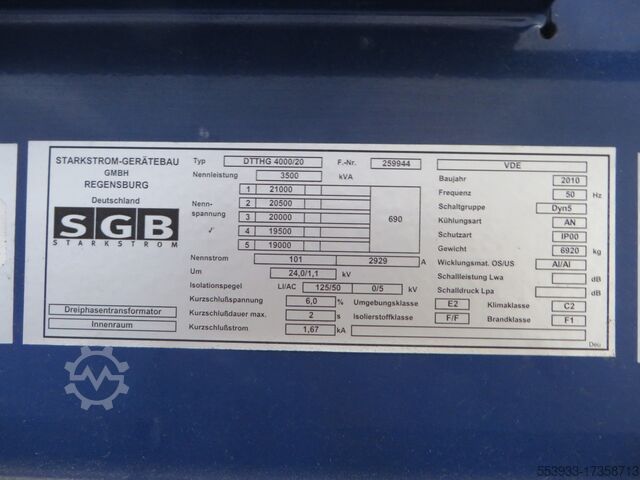 STARKSTROM-GERÄTEBAU
GMBH
REGENSBURG
Deutschland
SGB
STARKSTROM
Dreiphasentransformator
Innenraum
Typ DTTHG 4000/20 F.-Nr. 259944
Nennleistung 3500 kVA
Nenn-
spannung
1 21000
2 20500
3 20000
4 19500
5 19000
690
Nennstrom 101 2929 A
Um 24,0/1,1 kV
Isolationspegel LI/AC 125/50 0/5 kV
Kurzschlußspannung 6,0 % Umgebungsklasse E2 Klimaklasse C2
Kurzschlußdauer max. 2 s Isolierstoffklasse F/F Brandklasse F1
Kurzschlußstrom 1,67 kA
VDE
Baujahr 2010
Frequenz 50 Hz
Schaltgruppe Dyn5
Kühlungsart AN
Schutzart IP00
Gewicht 6920 kg
Wicklungsmat. OS/US Al/Al
Schalleistung Lwa dB
Schalldruck Lpa dB
Deu
553933-17358713